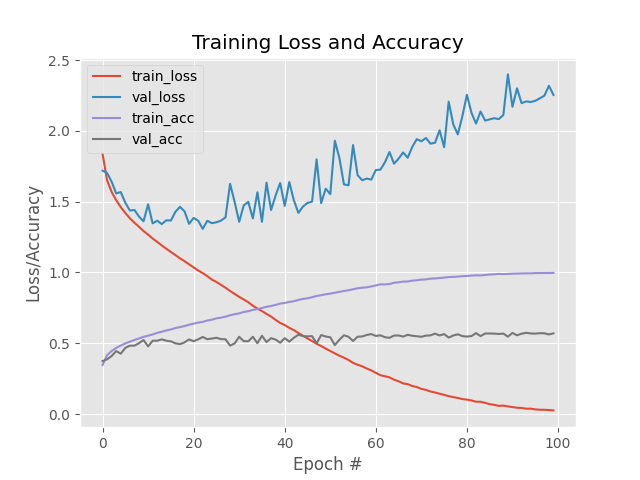 Training Loss and Accuracy
train_loss
val_loss
train_acc
val_acc
2.5
2.0
1.5
1.0
0.5
0.0
Loss/Accuracy
0 20 40 60 80 100
Epoch #